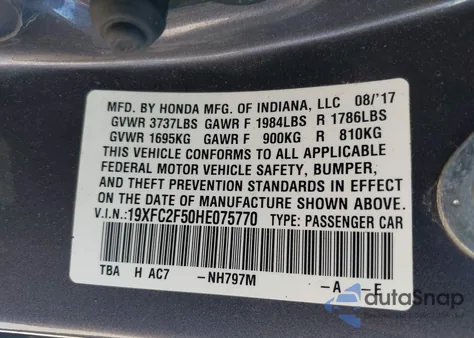 MFD. BY HONDA MFG. OF INDIANA, LLC 08/'17
GVWR 3737LBS GAWR F 1984LBS R 1786LBS
GVWR 1695KG GAWR F 900KG R 810KG
THIS VEHICLE CONFORMS TO ALL APPLICABLE
FEDERAL MOTOR VEHICLE SAFETY, BUMPER,
AND THEFT PREVENTION STANDARDS IN EFFECT
ON THE DATE OF MANUFACTURE SHOWN ABOVE.
V.I.N.:19XFC2F50HE075770 TYPE: PASSENGER CAR
TBA H AC7 -NH797M -A -E
autaSnap